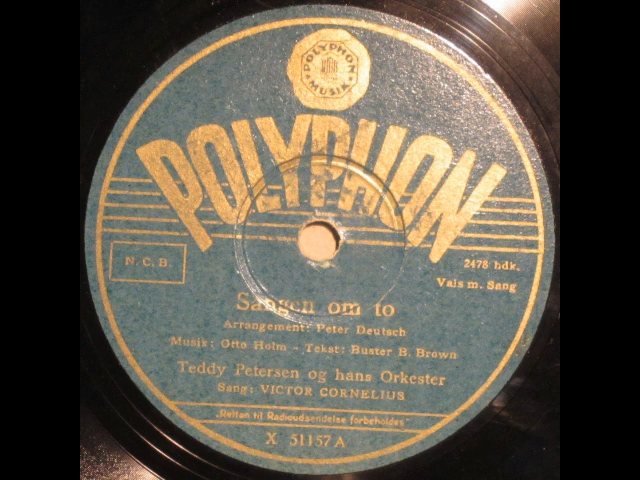 POLYPHON
MUSIK
POLYPHON
N. C. B.
2478 hdk.
Vals m. Sang
Sangen om to
Arrangement: Peter Deutsch
Musik: Otto Holm - Tekst: Buster B. Brown
Teddy Petersen og hans Orkester
Sang: VICTOR CORNELIUS
„Retten til Radioudsendelse forbeholdes”
X 51157 A